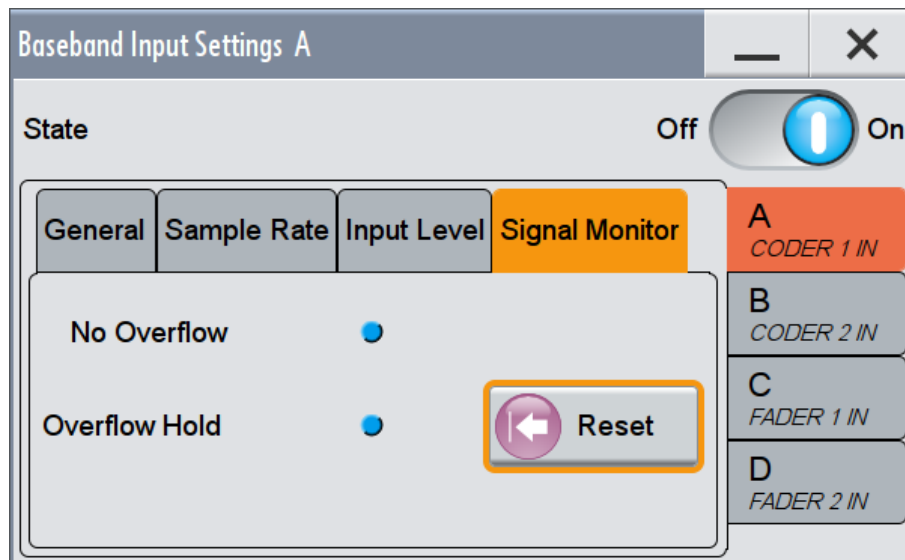 Baseband Input Settings A
State Off On
General Sample Rate Input Level Signal Monitor
No Overflow
Overflow Hold Reset
A
CODER 1 IN
B
CODER 2 IN
C
FADER 1 IN
D
FADER 2 IN